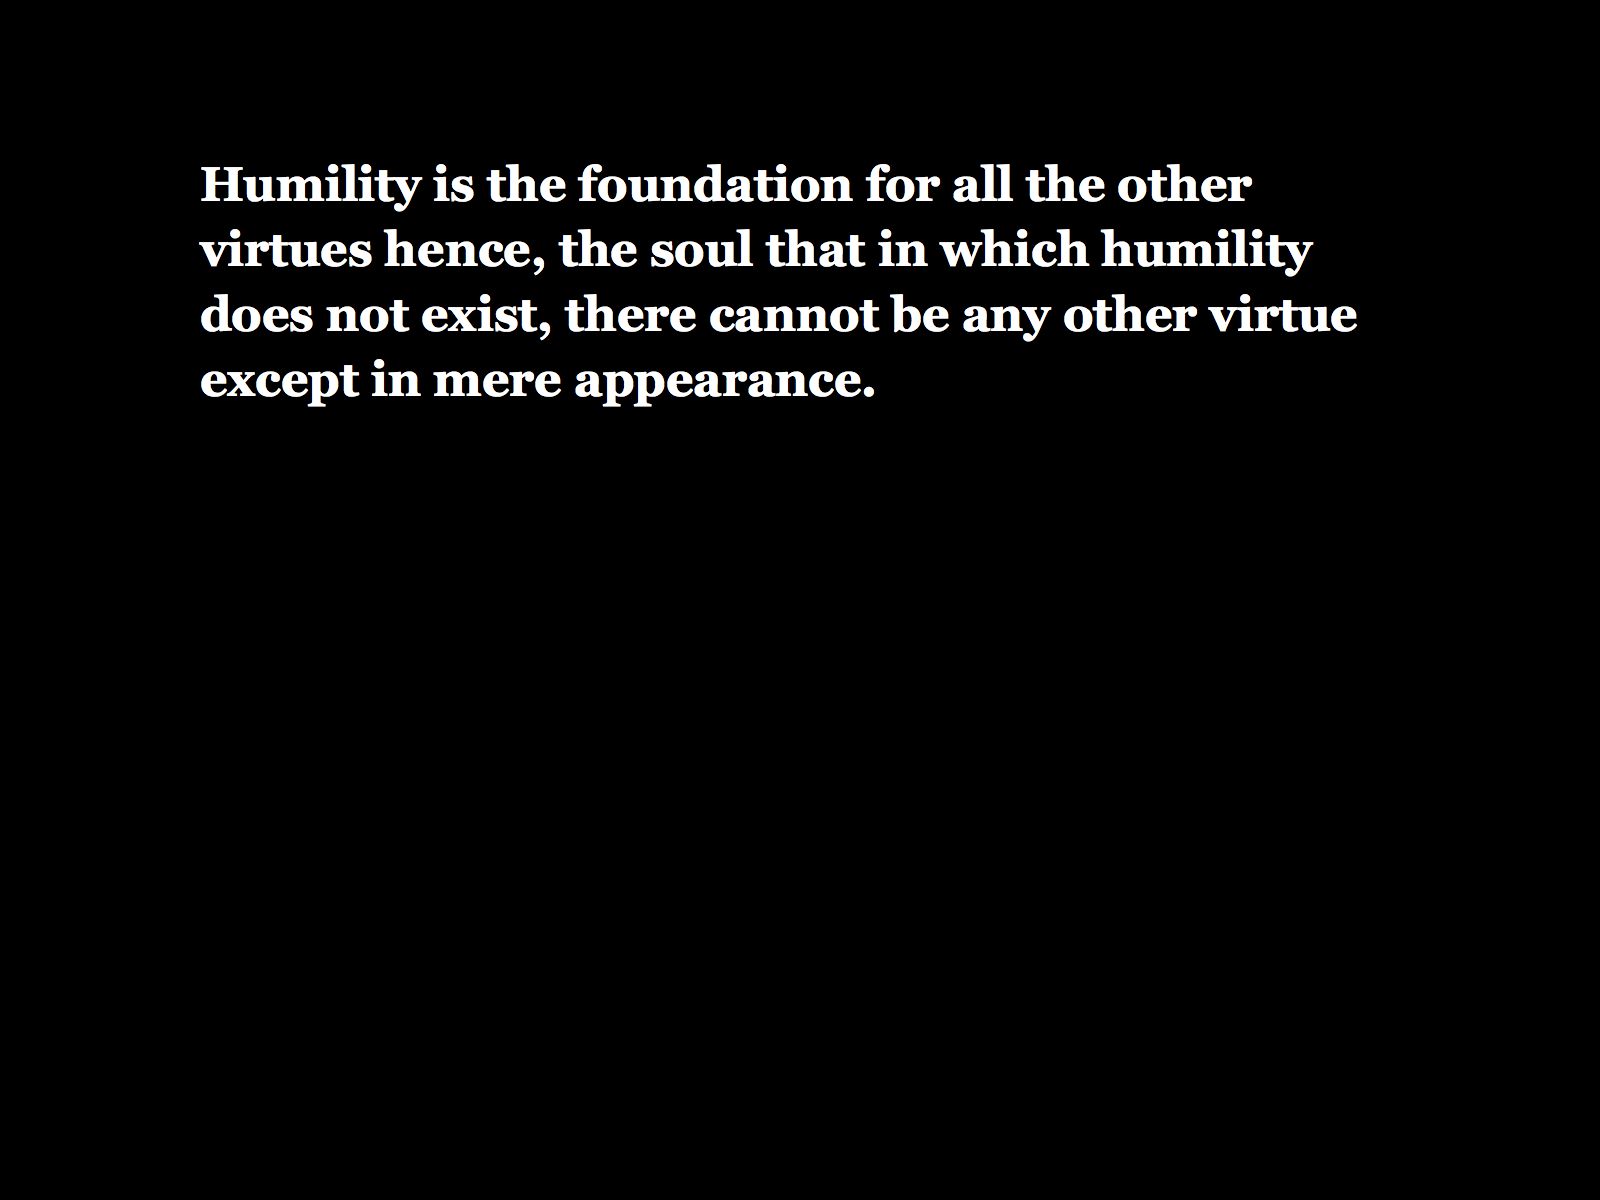 Humility is the foundation for all the other
virtues hence, the soul that in which humility
does not exist, there cannot be any other virtue
except in mere appearance.